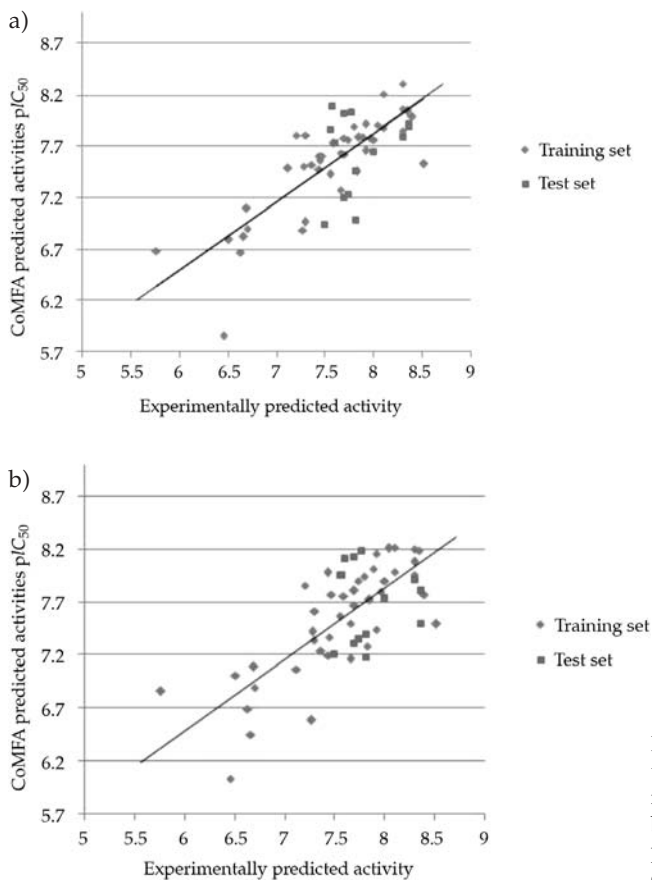 a)
CoMFA predicted activities pIC50
8.7
8.2
7.7
7.2
6.7
6.2
5.7
5 5.5 6 6.5 7 7.5 8 8.5 9
Experimentally predicted activity
Training set
Test set
b)
CoMFA predicted activities pIC50
8.7
8.2
7.7
7.2
6.7
6.2
5.7
5 5.5 6 6.5 7 7.5 8 8.5 9
Experimentally predicted activity
Training set
Test set